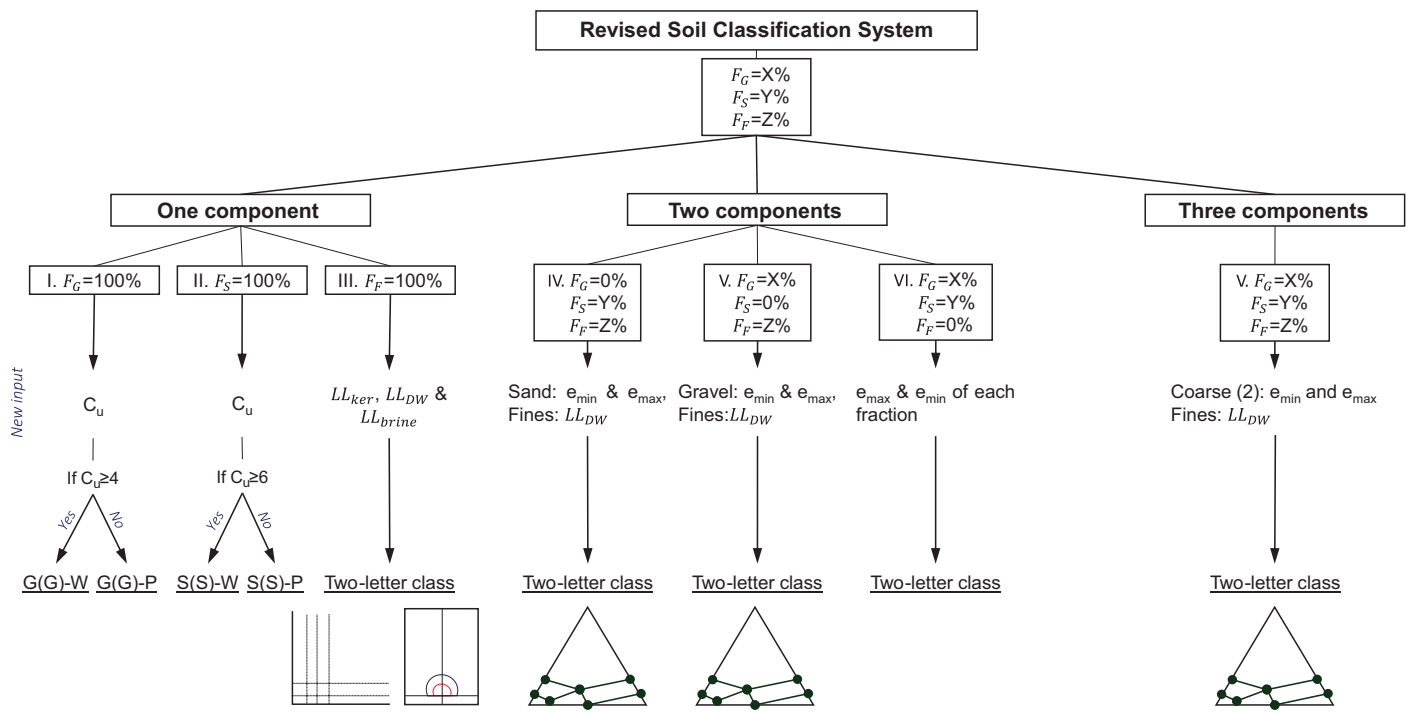 Revised Soil Classification System
F_G=X%
F_S=Y%
F_F=Z%
One component
Two components
Three components
I. F_G=100%
II. F_S=100%
III. F_F=100%
IV. F_G=0%
F_S=Y%
F_F=Z%
V. F_G=X%
F_S=0%
F_F=Z%
VI. F_G=X%
F_S=Y%
F_F=0%
V. F_G=X%
F_S=Y%
F_F=Z%
New input
C_u
C_u
LL_ker, LL_DW &
LL_brine
Sand: e_min & e_max,
Fines: LL_DW
Gravel: e_min & e_max,
Fines:LL_DW
e_max & e_min of each
fraction
Coarse (2): e_min and e_max
Fines: LL_DW
If C_u≥4
If C_u≥6
Yes
No
Yes
No
G(G)-W
G(G)-P
S(S)-W
S(S)-P
Two-letter class
Two-letter class
Two-letter class
Two-letter class
Two-letter class